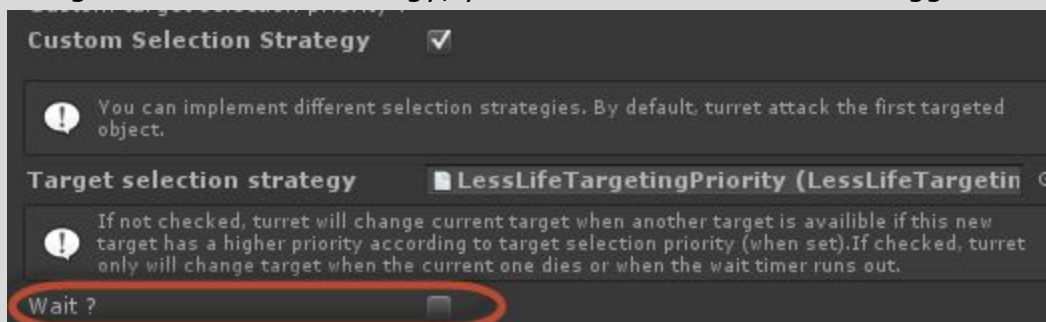 Custom Selection Strategy
You can implement different selection strategies. By default, turret attack the first targeted
object.
Target selection strategy LessLifeTargetingPriority (LessLifeTargetin
If not checked, turret will change current target when another target is availible if this new
target has a higher priority according to target selection priority (when set).If checked, turret
only will change target when the current one dies or when the wait timer runs out.
Wait ?